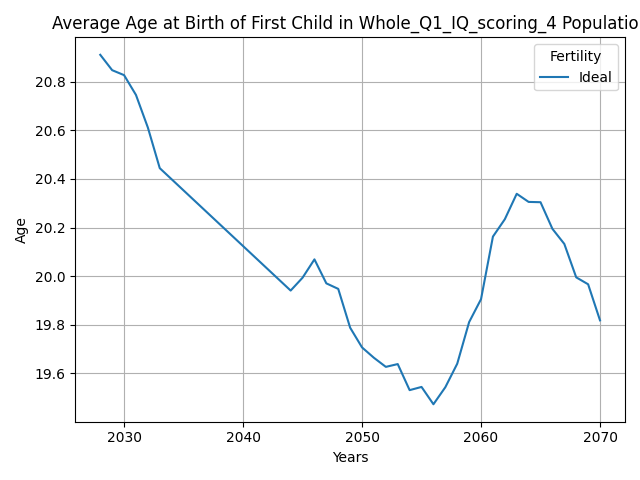 Average Age at Birth of First Child in Whole_Q1_IQ_scoring_4 Populatio
Fertility
Ideal
20.8
20.6
20.4
20.2
20.0
19.8
19.6
Age
2030 2040 2050 2060 2070
Years